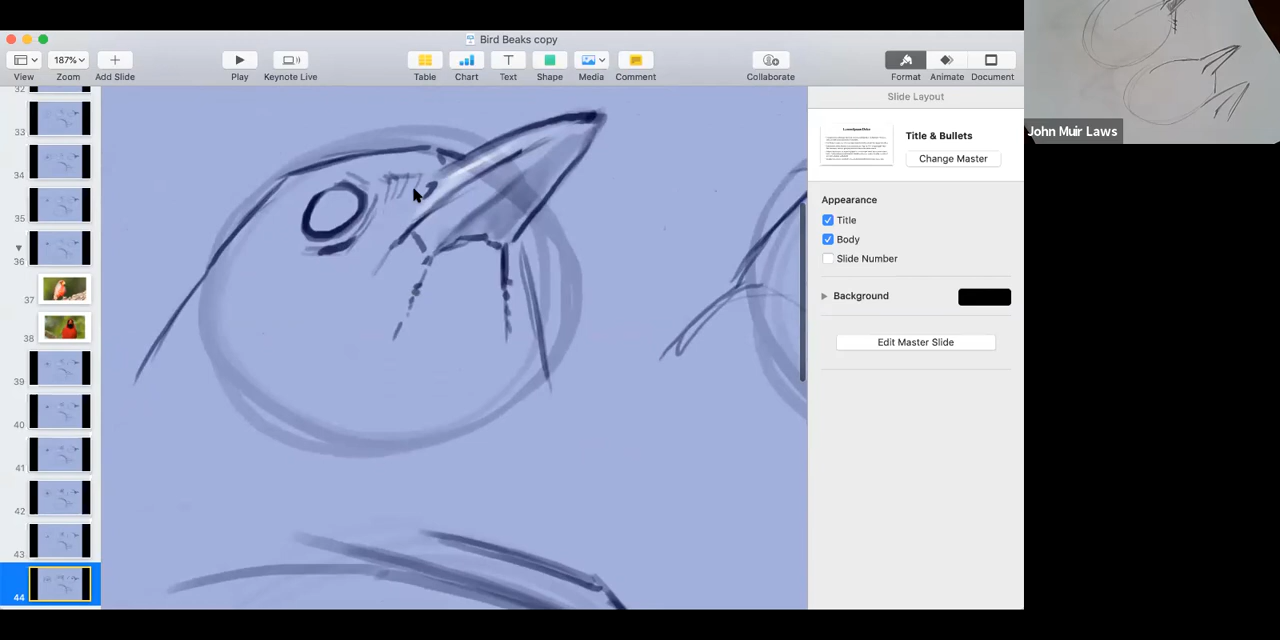 Bird Beaks copy
View
187%
Zoom
Add Slide
Play
Keynote Live
Table
Chart
Text
Shape
Media
Comment
Collaborate
Format
Animate
Document
John Muir Laws
Slide Layout
Title & Bullets
Change Master
Appearance
Title
Body
Slide Number
Background
Edit Master Slide
32
33
34
35
36
37
38
39
40
41
42
43
44